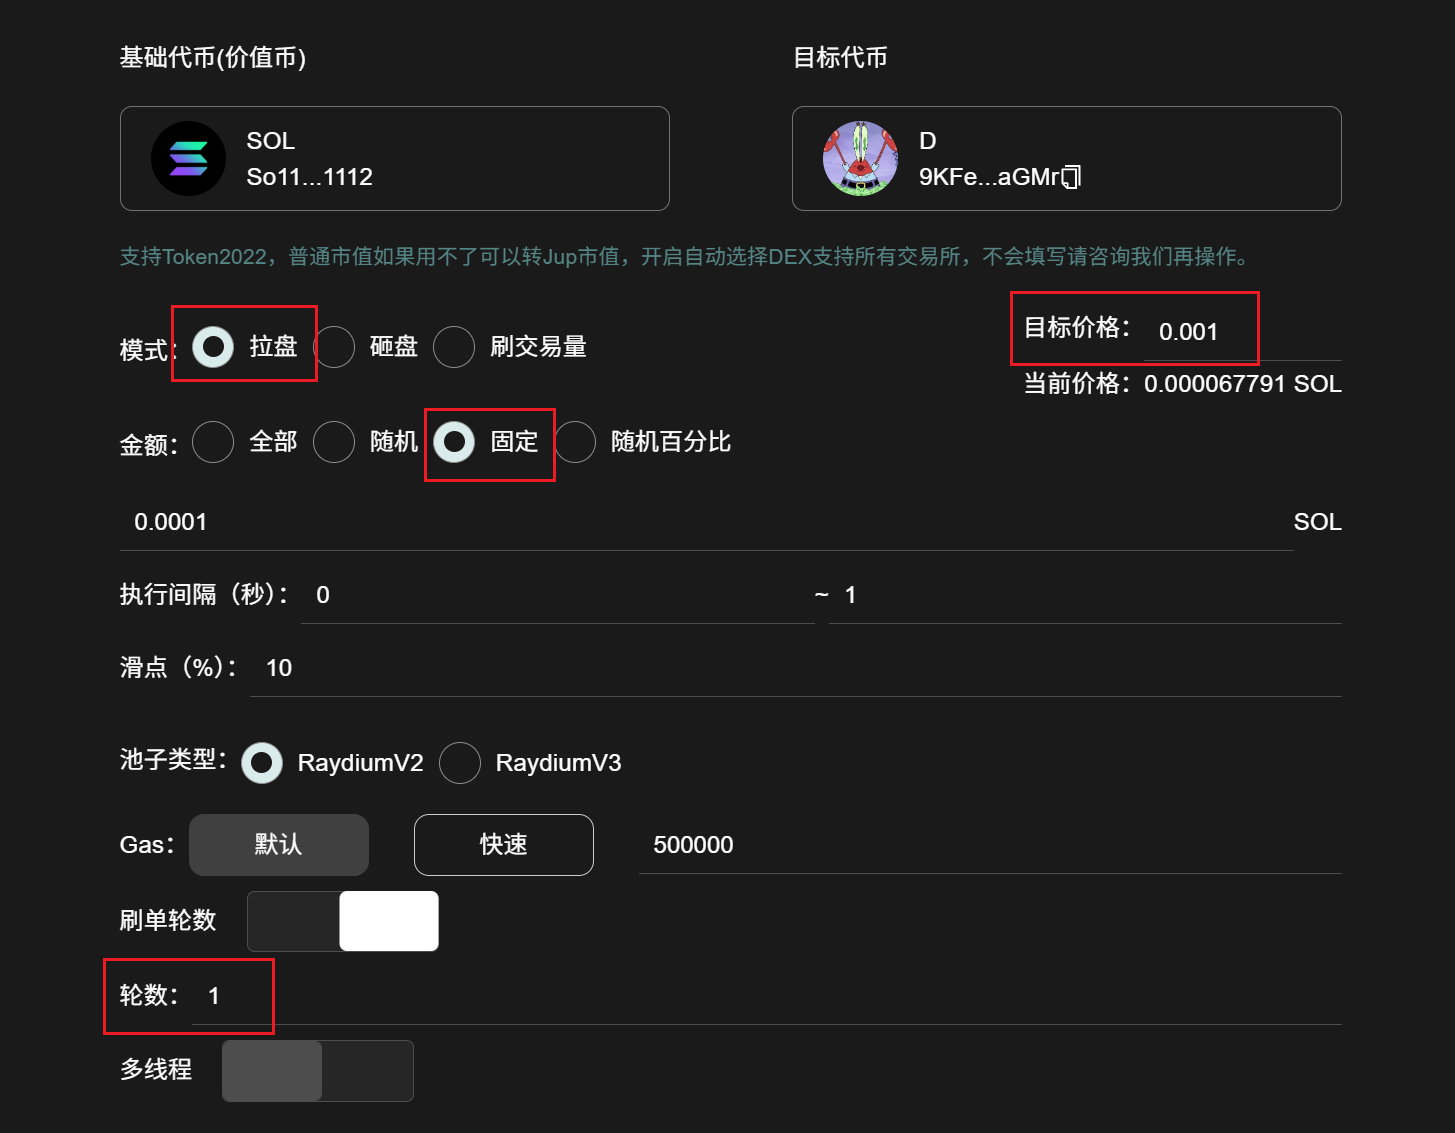 基础代币(价值币)
目标代币
SOL
So11...1112
D
9KFe...aGMr
支持Token2022，普通市值如果用不了可以转Jup市值，开启自动选择DEX支持所有交易所，不会填写请咨询我们再操作。
模式： 拉盘 砸盘 刷交易量
目标价格： 0.001
当前价格：0.000067791 SOL
金额： 全部 随机 固定 随机百分比
0.0001 SOL
执行间隔（秒）： 0 ~ 1
滑点（%）： 10
池子类型： RaydiumV2 RaydiumV3
Gas： 默认 快速 500000
刷单轮数
轮数： 1
多线程